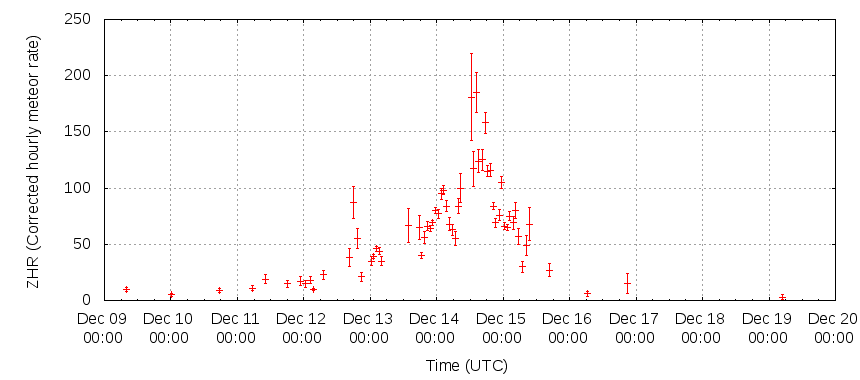 250
200
150
100
50
0
ZHR (Corrected hourly meteor rate)
Dec 09 Dec 10 Dec 11 Dec 12 Dec 13 Dec 14 Dec 15 Dec 16 Dec 17 Dec 18 Dec 19 Dec 20
00:00 00:00 00:00 00:00 00:00 00:00 00:00 00:00 00:00 00:00 00:00 00:00
Time (UTC)